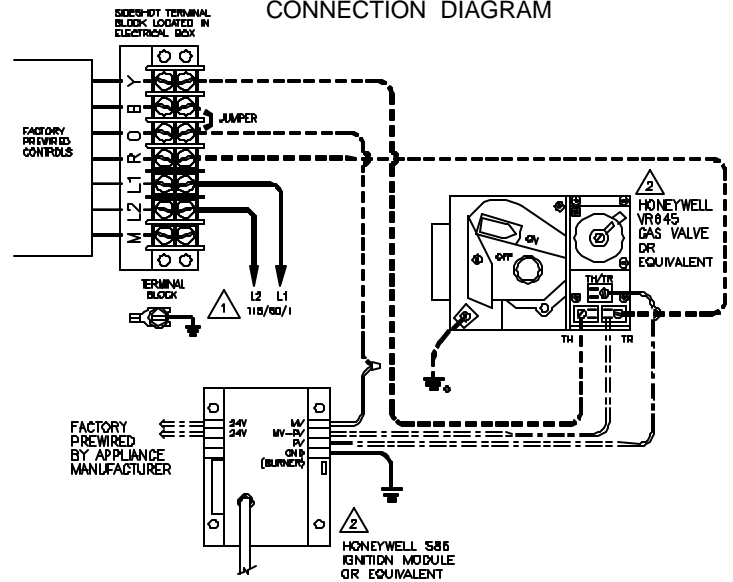 CONNECTION DIAGRAM
SIDESHOT TERMINAL
BLOCK LOCATED IN
ELECTRICAL BOX
Y
B
O
R
L1
L2
M
JUMPER
FACTORY
PREWIRED
CONTROLS
TERMINAL
BLOCK
1
L2 L1
115/60/1
2
HONEYWELL
VR845
GAS VALVE
OR
EQUIVALENT
ON
OFF
TH/TR
TH
TR
FACTORY
PREWIRED
BY APPLIANCE
MANUFACTURER
24V
24V
MV
MV-PV
PV
GND
(BURNER)
2
HONEYWELL S86
IGNITION MODULE
OR EQUIVALENT